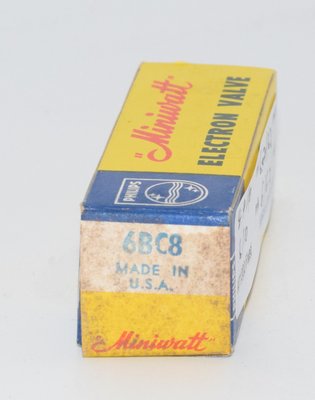 "Miniwatt"
ELECTRON VALVE
PHILIPS
6BC8
MADE IN
U.S.A.
Miniwatt"